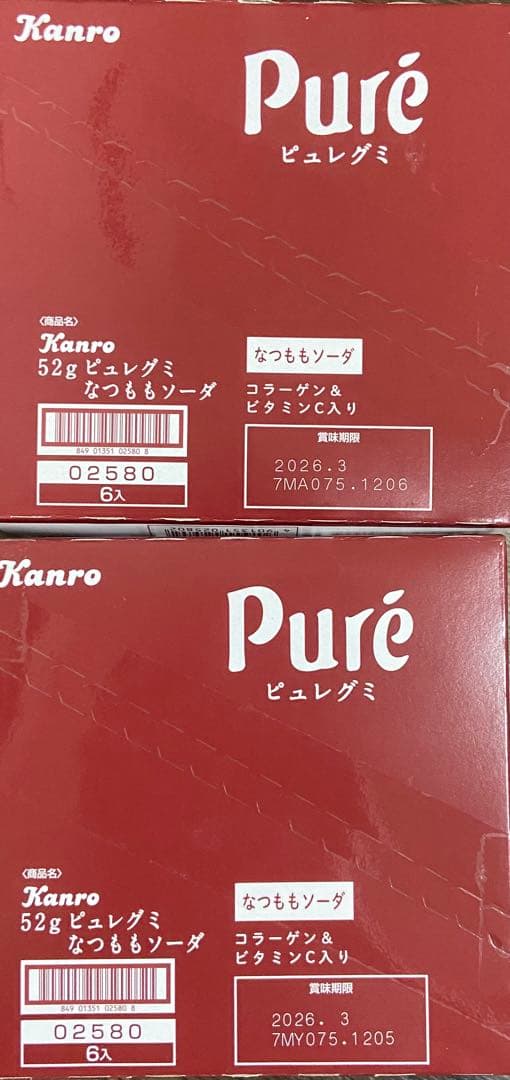 Kanro
Puré
ピュレグミ
〈商品名〉
Kanro
52gピュレグミ
なつももソーダ
849 01351 02580 8
02580
6入
なつももソーダ
コラーゲン&
ビタミンC入り
賞味期限
2026.3
7MA075.1206
Kanro
Puré
ピュレグミ
〈商品名〉
Kanro
52gピュレグミ
なつももソーダ
849 01351 02580 8
02580
6入
なつももソーダ
コラーゲン&
ビタミンC入り
賞味期限
2026. 3
7MY075.1205